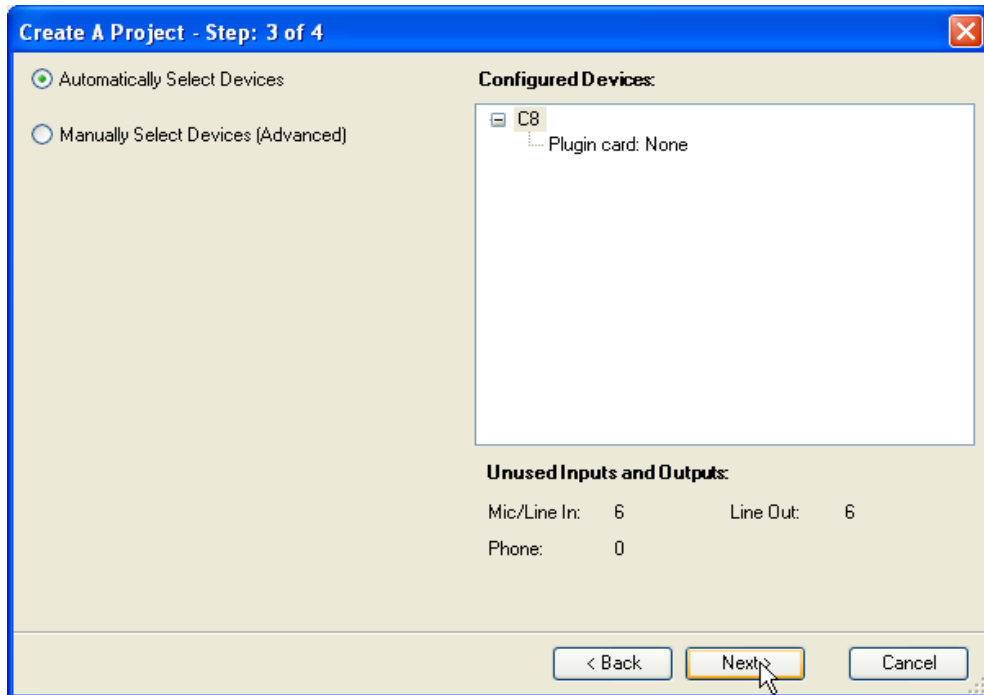 Create A Project - Step: 3 of 4
Automatically Select Devices
Manually Select Devices (Advanced)
Configured Devices:
C8
Plugin card: None
Unused Inputs and Outputs:
Mic/Line In: 6 Line Out: 6
Phone: 0
< Back Next > Cancel